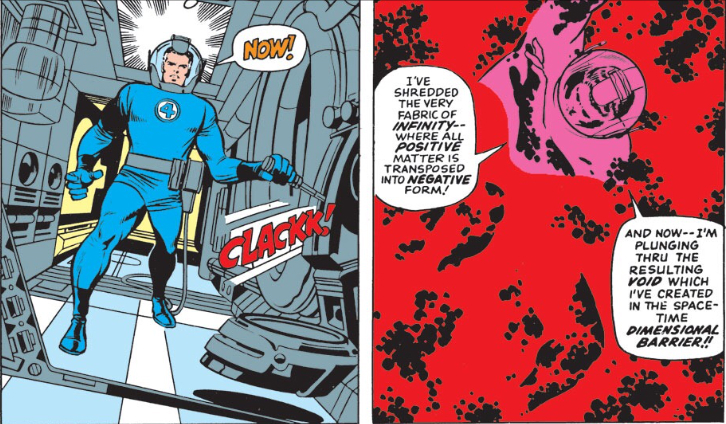 NOW!
4
CLACKK!
I'VE
SHREDDED
THE VERY
FABRIC OF
INFINITY--
WHERE ALL
POSITIVE
MATTER IS
TRANSPOSED
INTO NEGATIVE
FORM!
AND NOW--I'M
PLUNGING
THRU THE
RESULTING
VOID WHICH
I'VE CREATED
IN THE SPACE-
TIME
DIMENSIONAL
BARRIER!!